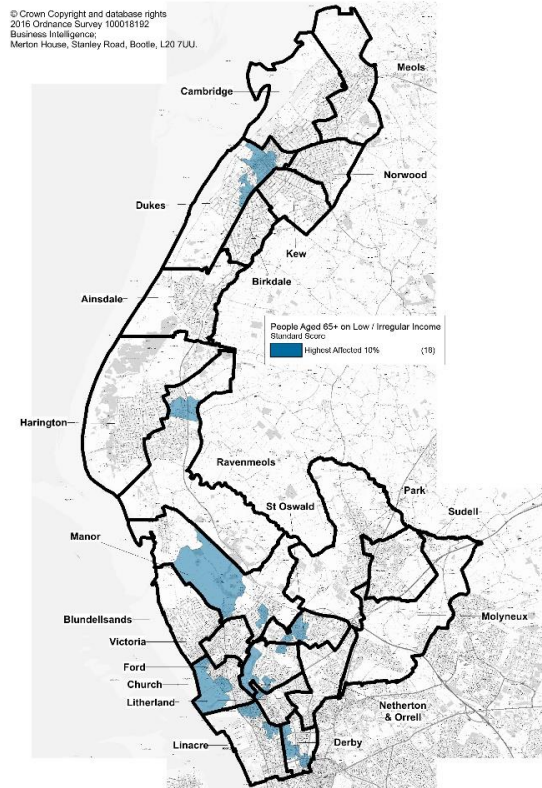 © Crown Copyright and database rights
2016 Ordnance Survey 100018192
Business Intelligence;
Merton House, Stanley Road, Bootle, L20 7UU.
Meols
Cambridge
Norwood
Dukes
Kew
Birkdale
Ainsdale
People Aged 65+ on Low / Irregular Income
Standard Score
Highest Affected 10% (18)
Harington
Ravenmeols
Park
St Oswald
Sudell
Manor
Blundellsands
Molyneux
Victoria
Ford
Church
Litherland
Netherton
& Orrell
Linacre
Derby